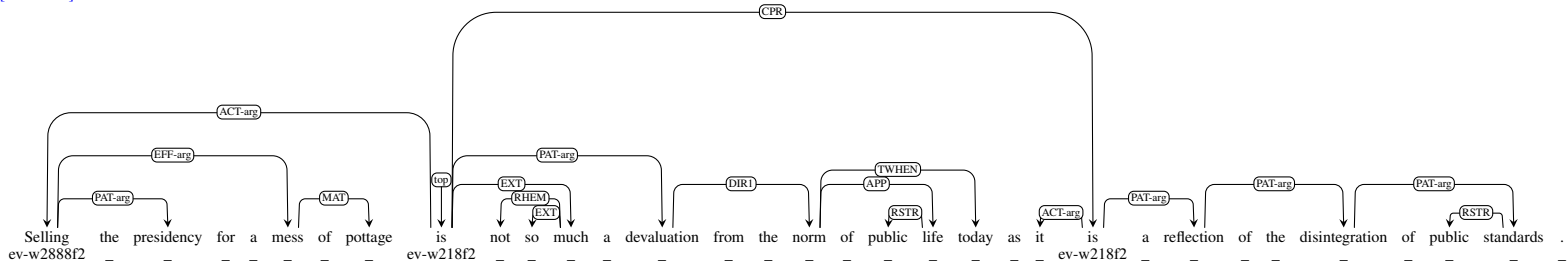 CPR
ACT-arg
EFF-arg PAT-arg
TWHEN
top EXT DIR1 APP PAT-arg PAT-arg
PAT-arg MAT RHEM PAT-arg
EXT RSTR ACT-arg RSTR
Selling the presidency for a mess of pottage is not so much a devaluation from the norm of public life today as it is a reflection of the disintegration of public standards .
ev-w2888f2 _ _ _ _ _ _ _ ev-w218f2 _ _ _ _ _ _ _ _ _ _ _ _ _ _ ev-w218f2 _ _ _ _ _ _ _ _ _